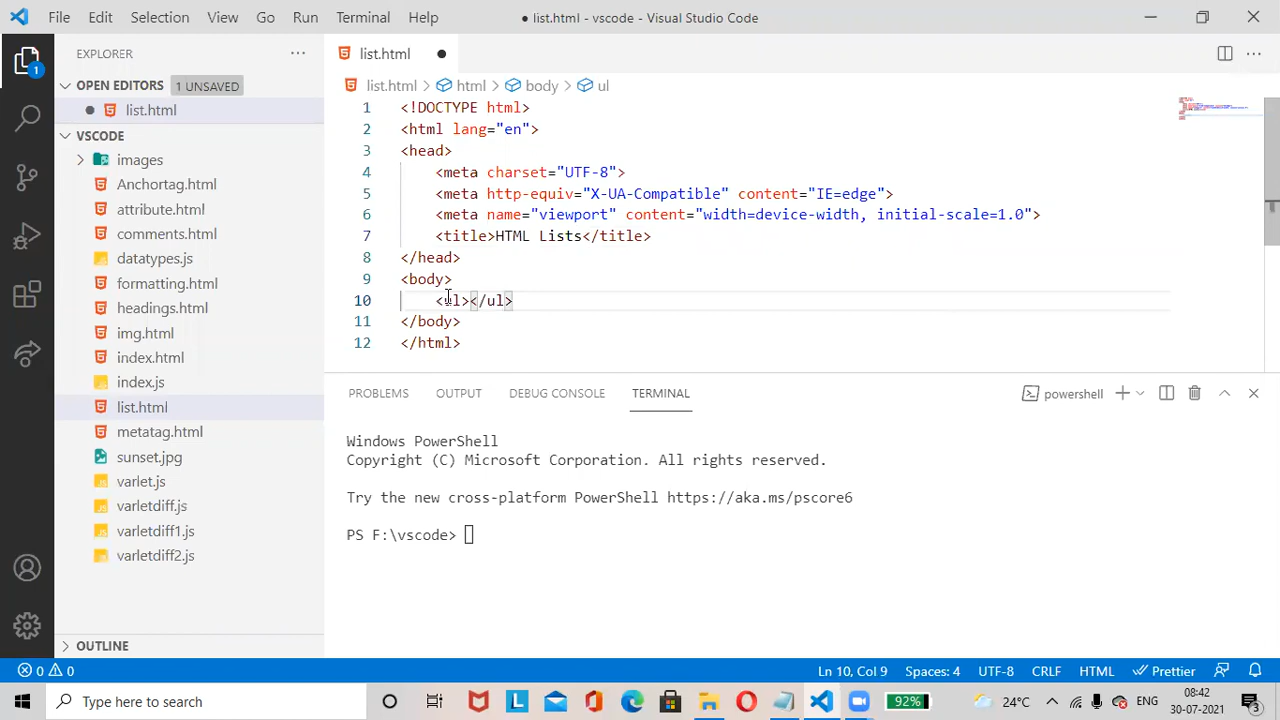 File Edit Selection View Go Run Terminal Help
● list.html - vscode - Visual Studio Code
EXPLORER
1
OPEN EDITORS 1 UNSAVED
list.html
VSCODE
images
Anchortag.html
attribute.html
comments.html
datatypes.js
formatting.html
headings.html
img.html
index.html
index.js
list.html
metatag.html
sunset.jpg
varlet.js
varletdiff.js
varletdiff1.js
varletdiff2.js
OUTLINE
list.html
list.html > html > body > ul
1 <!DOCTYPE html>
2 <html lang="en">
3 <head>
4 <meta charset="UTF-8">
5 <meta http-equiv="X-UA-Compatible" content="IE=edge">
6 <meta name="viewport" content="width=device-width, initial-scale=1.0">
7 <title>HTML Lists</title>
8 </head>
9 <body>
10 <ul></ul>
11 </body>
12 </html>
PROBLEMS OUTPUT DEBUG CONSOLE TERMINAL
powershell
Windows PowerShell
Copyright (C) Microsoft Corporation. All rights reserved.
Try the new cross-platform PowerShell https://aka.ms/pscore6
PS F:\vscode>
0 0
Ln 10, Col 9 Spaces: 4 UTF-8 CRLF HTML Prettier
Type here to search
92%
24°C
ENG
08:42
30-07-2021
3